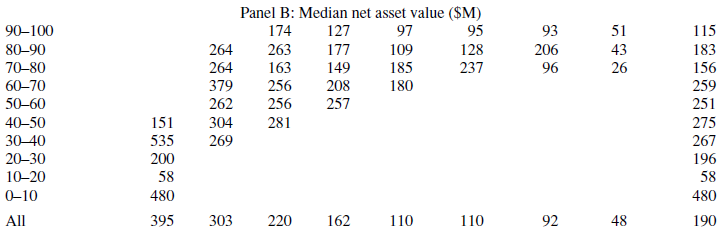 Panel B: Median net asset value ($M)
90–100 174 127 97 95 93 51 115
80–90 264 263 177 109 128 206 43 183
70–80 264 163 149 185 237 96 26 156
60–70 379 256 208 180 259
50–60 262 256 257 251
40–50 151 304 281 275
30–40 535 269 267
20–30 200 196
10–20 58 58
0–10 480 480
All 395 303 220 162 110 110 92 48 190